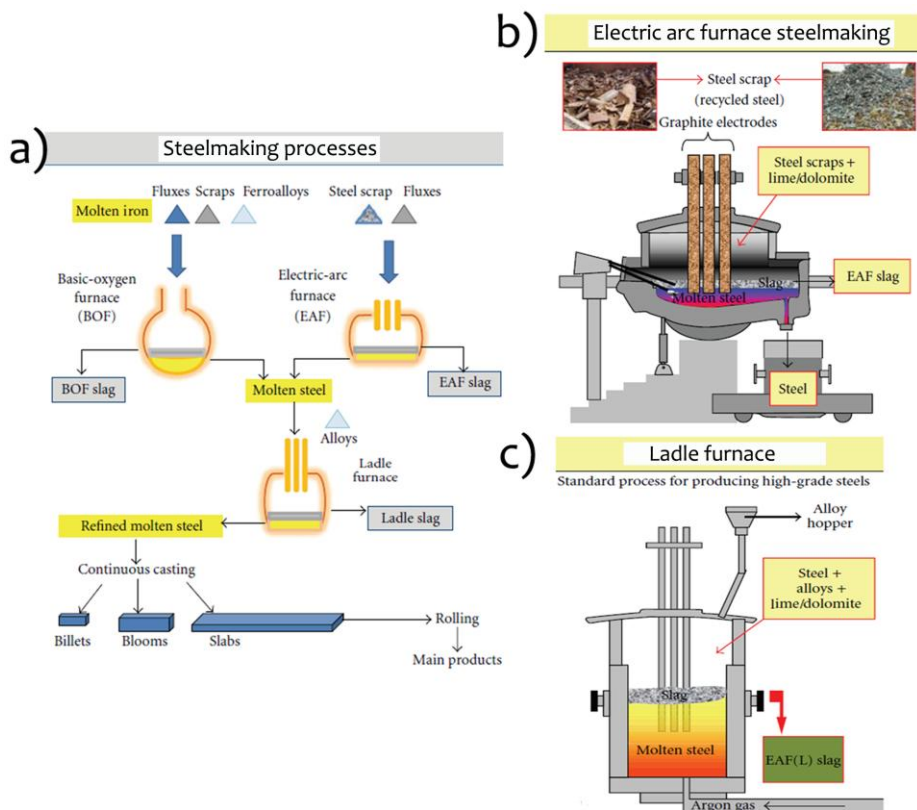 a)
Steelmaking processes
Fluxes Scraps Ferroalloys
Molten iron
Steel scrap Fluxes
Basic-oxygen
furnace
(BOF)
Electric-arc
furnace
(EAF)
BOF slag
Molten steel
EAF slag
Alloys
Ladle
furnace
Ladle slag
Refined molten steel
Continuous casting
Billets
Blooms
Slabs
Rolling
Main products
b)
Electric arc furnace steelmaking
Steel scrap
(recycled steel)
Graphite electrodes
Steel scraps +
lime/dolomite
Slag
Molten steel
EAF slag
Steel
c)
Ladle furnace
Standard process for producing high-grade steels
Alloy
hopper
Steel +
alloys +
lime/dolomite
Slag
Molten steel
EAF(L) slag
Argon gas